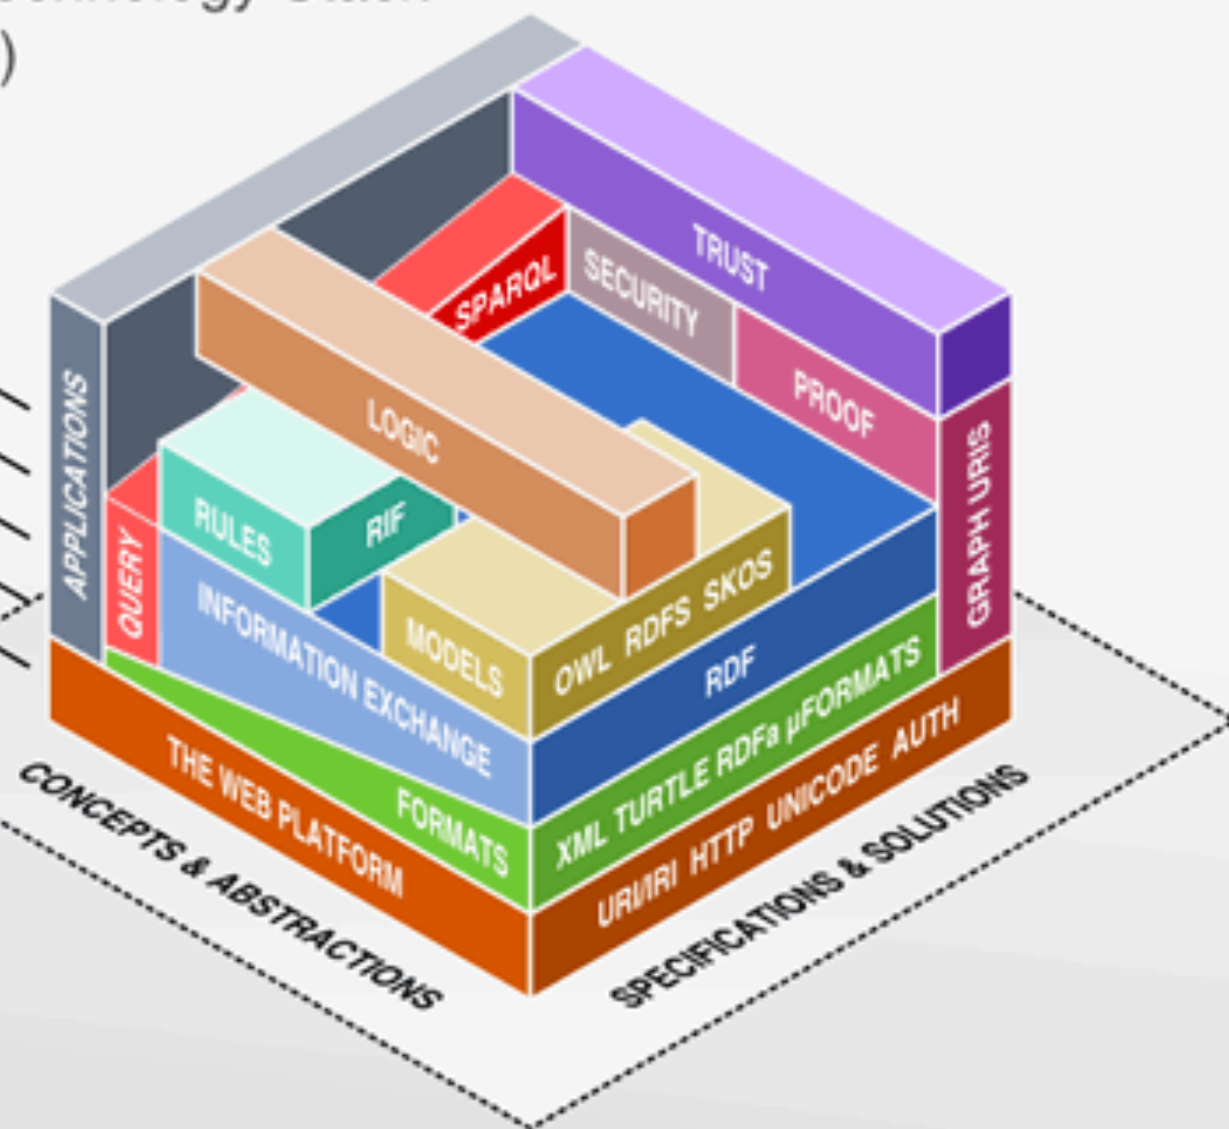 )
TRUST
SECURITY
SPARQL
PROOF
LOGIC
APPLICATIONS
RULES
RIF
GRAPH URIS
QUERY
INFORMATION EXCHANGE
MODELS
OWL RDFS SKOS
RDF
FORMATS
XML TURTLE RDFa µFORMATS
THE WEB PLATFORM
URI/IRI HTTP UNICODE AUTH
CONCEPTS & ABSTRACTIONS
SPECIFICATIONS & SOLUTIONS